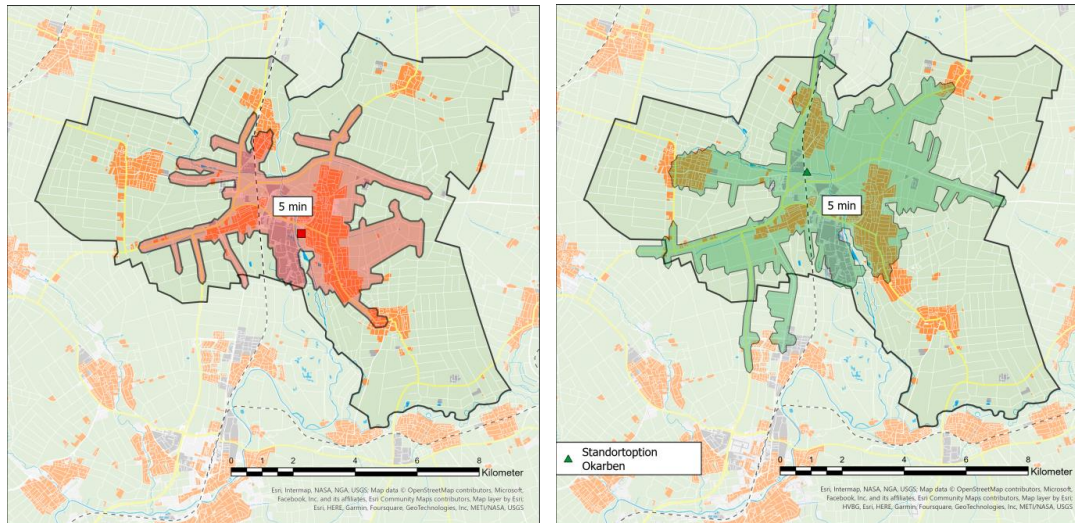 5 min
0
2
4
6
8
Kilometer
Esri, Intermap, NASA, NGA, USGS; Map data © OpenStreetMap contributors, Microsoft,
Facebook, Inc. and its affiliates, Esri Community Maps contributors, Map layer by Esri;
Esri, HERE, Garmin, Foursquare, GeoTechnologies, Inc, METI/NASA, USGS
5 min
Standortoption
Okarben
0
2
4
6
8
Kilometer
Esri, Intermap, NASA, NGA, USGS; Map data © OpenStreetMap contributors, Microsoft,
Facebook, Inc. and its affiliates, Esri Community Maps contributors, Map layer by Esri;
HVBG, Esri, HERE, Garmin, Foursquare, GeoTechnologies, Inc, METI/NASA, USGS